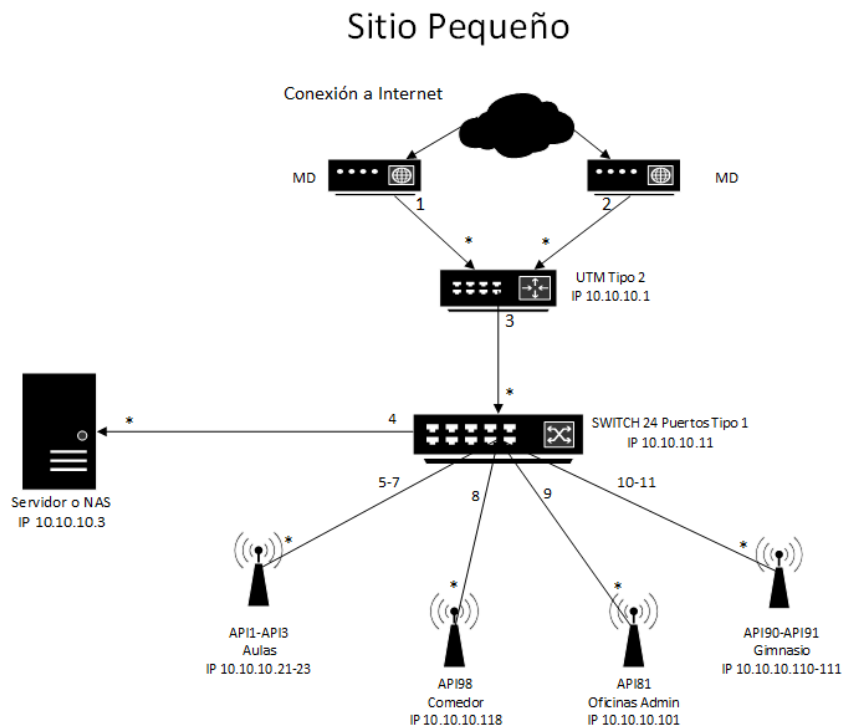 Sitio Pequeño
Conexión a Internet
MD
MD
1
2
*
*
UTM Tipo 2
IP 10.10.10.1
3
*
*
4
SWITCH 24 Puertos Tipo 1
IP 10.10.10.11
5-7
8
9
10-11
Servidor o NAS
IP 10.10.10.3
*
*
*
*
API1-API3
Aulas
IP 10.10.10.21-23
API98
Comedor
IP 10.10.10.118
API81
Oficinas Admin
IP 10.10.10.101
API90-API91
Gimnasio
IP 10.10.10.110-111